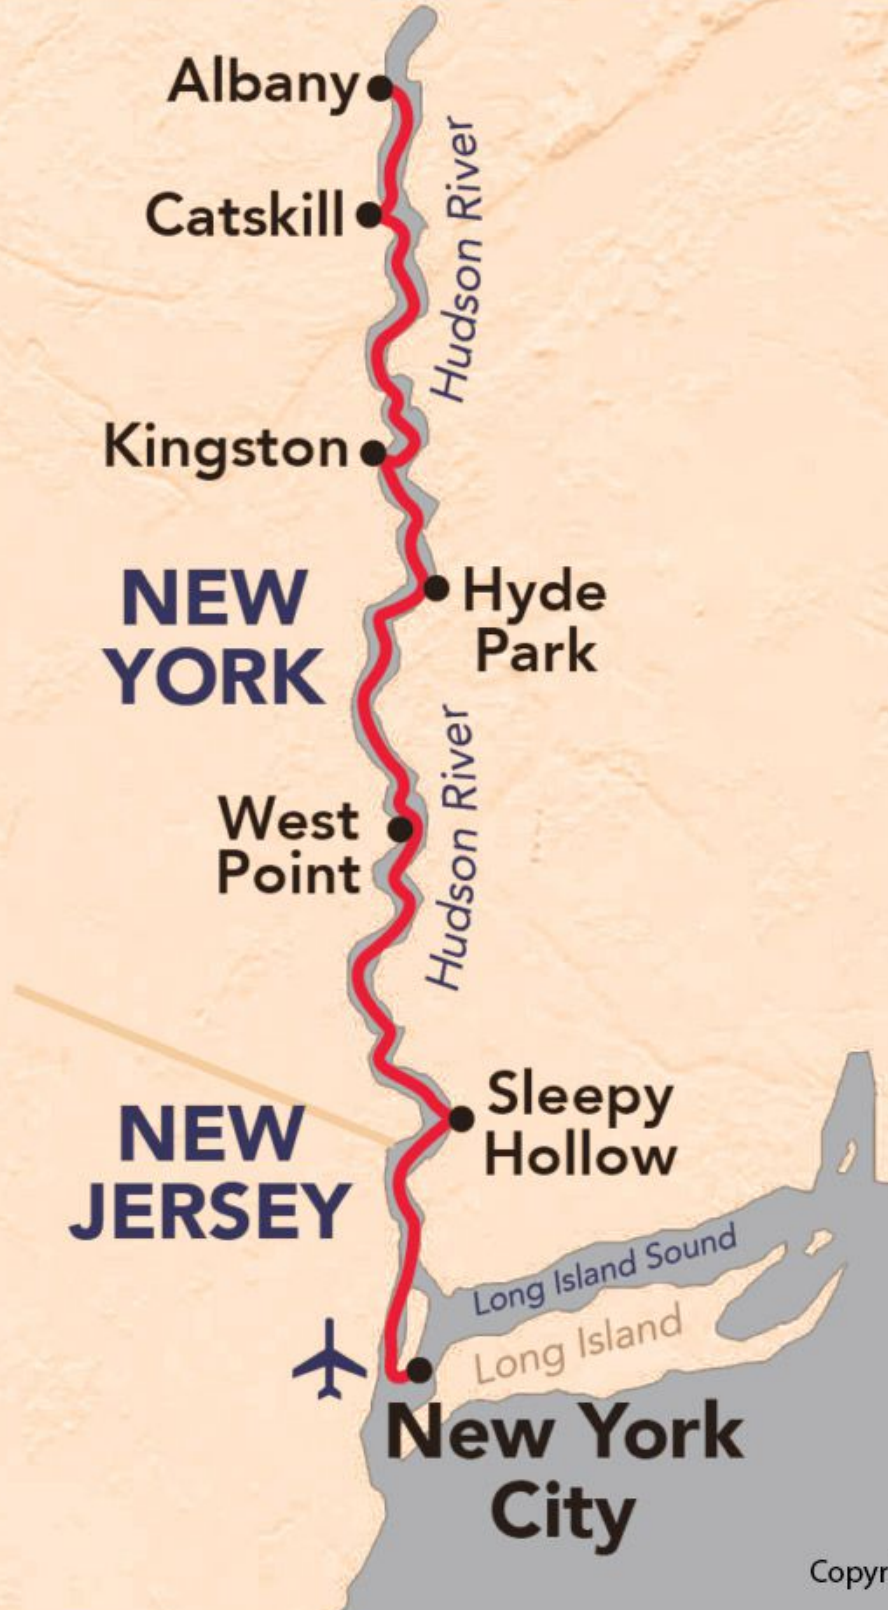 Albany
Hudson River
Catskill
Kingston
NEW
YORK
Hyde
Park
Hudson River
West
Point
Sleepy
Hollow
NEW
JERSEY
Long Island Sound
Long Island
New York
City
Copyr